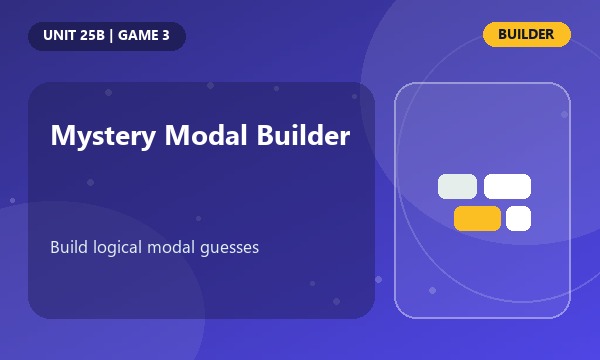 UNIT 25B | GAME 3
BUILDER
Mystery Modal Builder
Build logical modal guesses